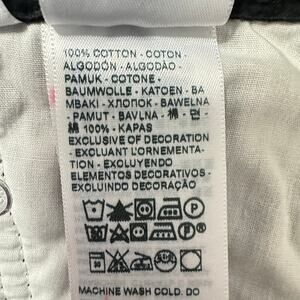 100% COTTON - COTON -
ALGODÓN - ALGODÃO -
PAMUK - COTONE -
BAUMWOLLE - KATOEN - BA
MBAKI - ХЛОПОК - BAWEŁNA
- PAMUT - BAVLNA - 棉 - 면 -
綿 100% - KAPAS
EXCLUSIVE OF DECORATION
- EXCLUANT L'ORNEMENTA-
TION - EXCLUYENDO
ELEMENTOS DECORATIVOS -
EXCLUINDO DECORAÇÃO
MACHINE WASH COLD. DO